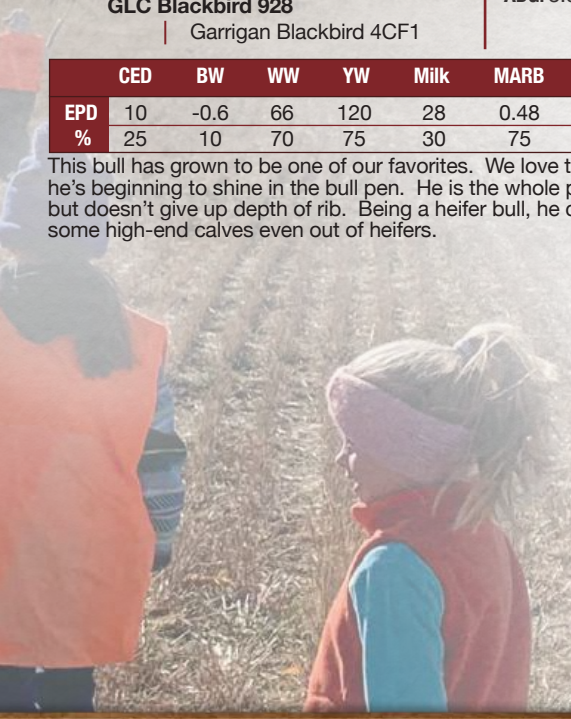 GLC Blackbird 928
Garrigan Blackbird 4CF1
CED BW WW YW Milk MARB
EPD 10 -0.6 66 120 28 0.48
% 25 10 70 75 30 75
This bull has grown to be one of our favorites. We love
he's beginning to shine in the bull pen. He is the whole
but doesn't give up depth of rib. Being a heifer bull, he
some high-end calves even out of heifers.